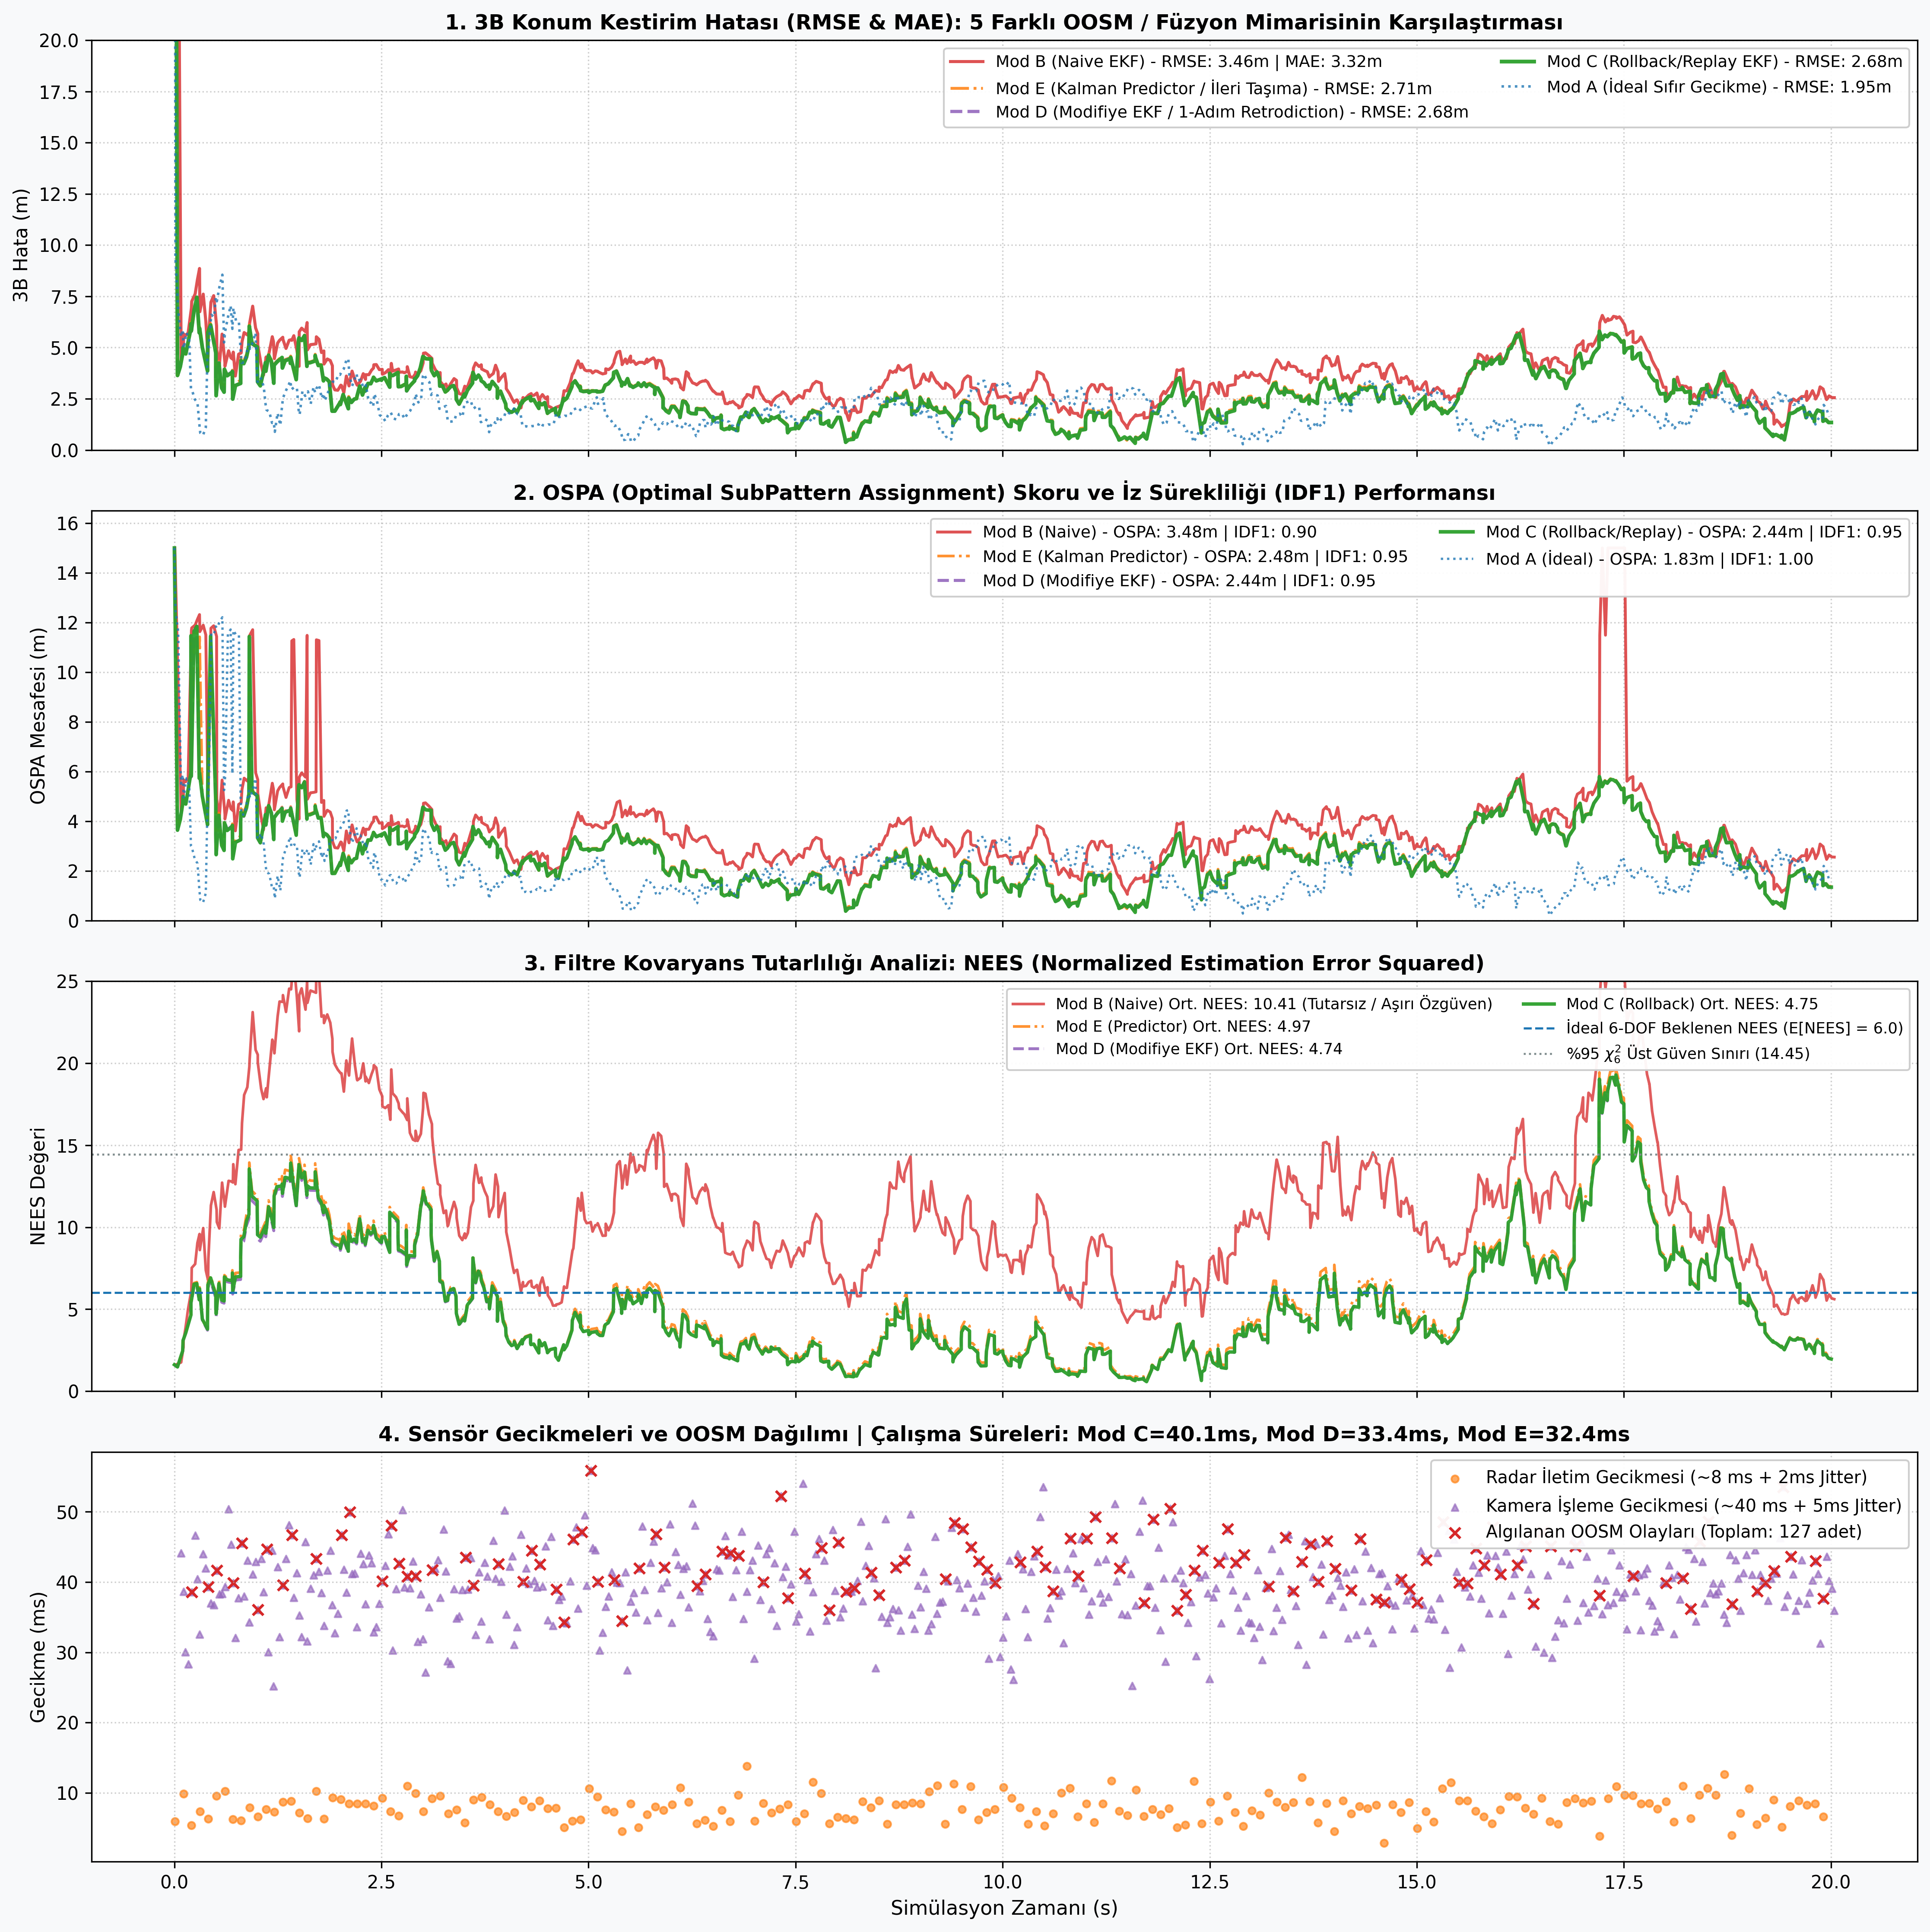 1. 3B Konum Kestirim Hatası (RMSE & MAE): 5 Farklı OOSM / Füzyon Mimarisinin Karşılaştırması
20.0
17.5
15.0
12.5
10.0
7.5
5.0
2.5
0.0
3B Hata (m)
Mod B (Naive EKF) - RMSE: 3.46m | MAE: 3.32m
Mod E (Kalman Predictor / İleri Taşıma) - RMSE: 2.71m
Mod D (Modifiye EKF / 1-Adım Retrodiction) - RMSE: 2.68m
Mod C (Rollback/Replay EKF) - RMSE: 2.68m
Mod A (İdeal Sıfır Gecikme) - RMSE: 1.95m
2. OSPA (Optimal SubPattern Assignment) Skoru ve İz Sürekliliği (IDF1) Performansı
16
14
12
10
8
6
4
2
0
OSPA Mesafesi (m)
Mod B (Naive) - OSPA: 3.48m | IDF1: 0.90
Mod E (Kalman Predictor) - OSPA: 2.48m | IDF1: 0.95
Mod D (Modifiye EKF) - OSPA: 2.44m | IDF1: 0.95
Mod C (Rollback/Replay) - OSPA: 2.44m | IDF1: 0.95
Mod A (İdeal) - OSPA: 1.83m | IDF1: 1.00
3. Filtre Kovaryans Tutarlılığı Analizi: NEES (Normalized Estimation Error Squared)
25
20
15
10
5
0
NEES Değeri
Mod B (Naive) Ort. NEES: 10.41 (Tutarsız / Aşırı Özgüven)
Mod E (Predictor) Ort. NEES: 4.97
Mod D (Modifiye EKF) Ort. NEES: 4.74
Mod C (Rollback) Ort. NEES: 4.75
İdeal 6-DOF Beklenen NEES (E[NEES] = 6.0)
%95 χ²₆ Üst Güven Sınırı (14.45)
4. Sensör Gecikmeleri ve OOSM Dağılımı | Çalışma Süreleri: Mod C=40.1ms, Mod D=33.4ms, Mod E=32.4ms
50
40
30
20
10
Gecikme (ms)
Radar İletim Gecikmesi (~8 ms + 2ms Jitter)
Kamera İşleme Gecikmesi (~40 ms + 5ms Jitter)
Algılanan OOSM Olayları (Toplam: 127 adet)
0.0 2.5 5.0 7.5 10.0 12.5 15.0 17.5 20.0
Simülasyon Zamanı (s)